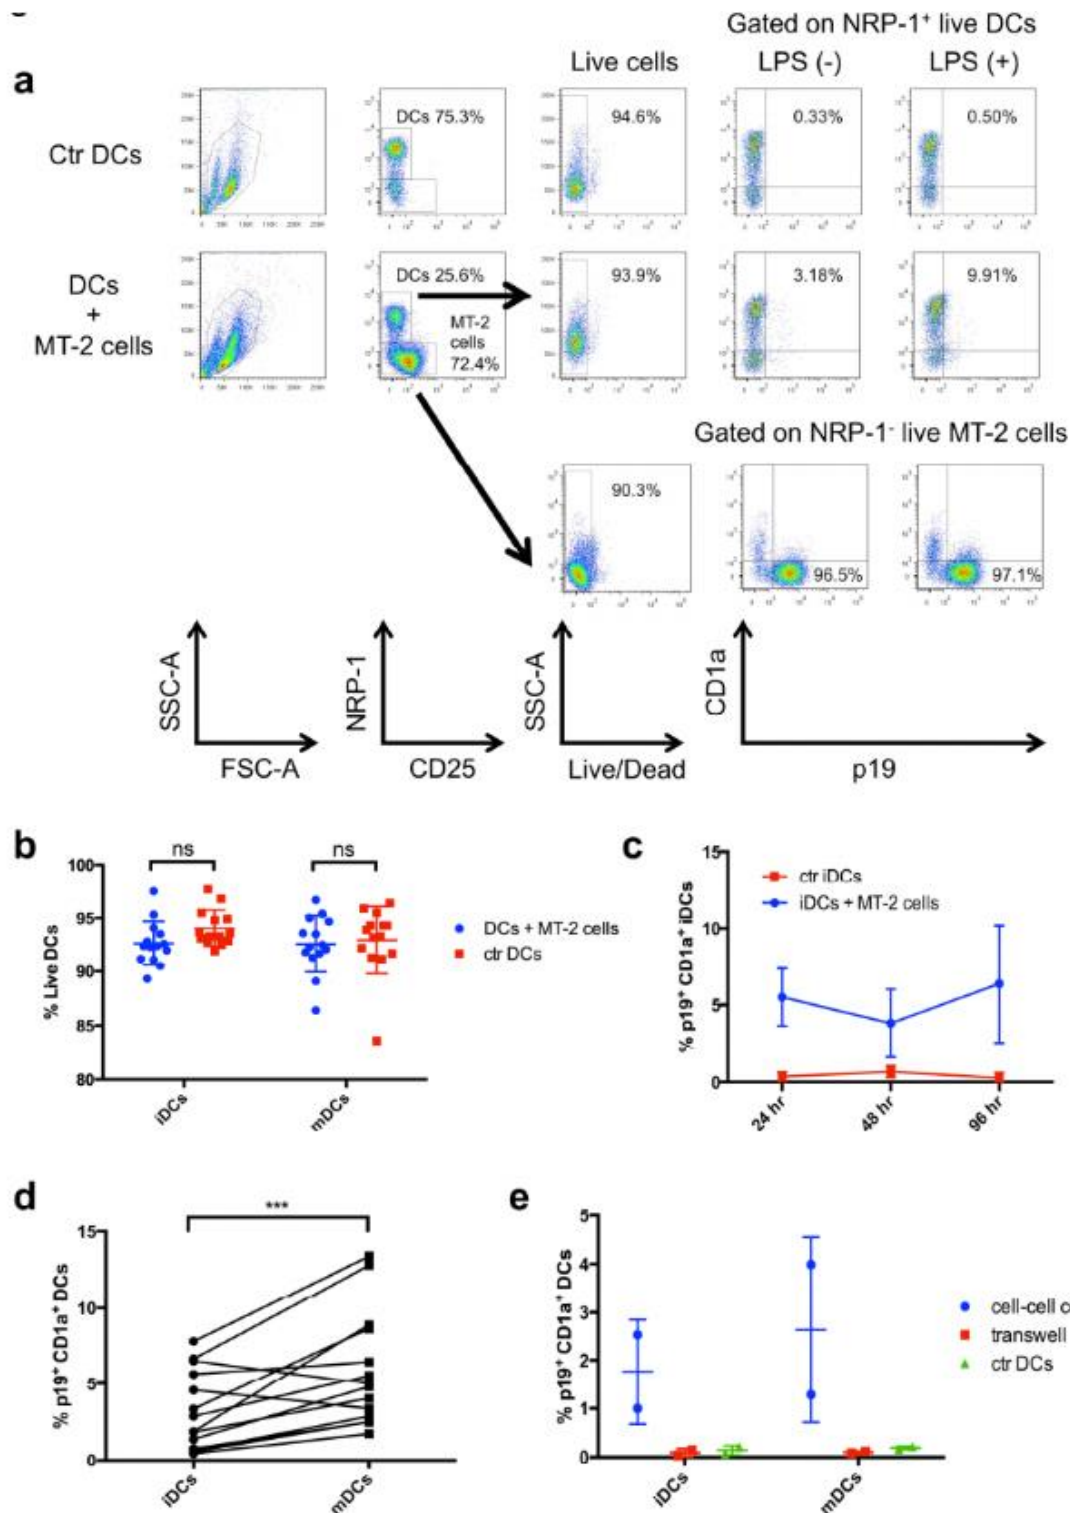 Gated on NRP-1⁺ live DCs
Live cells LPS (-) LPS (+)
a
Ctr DCs
DCs 75.3% 94.6% 0.33% 0.50%
DCs
+
MT-2 cells
DCs 25.6% 93.9% 3.18% 9.91%
MT-2
cells
72.4%
Gated on NRP-1⁻ live MT-2 cells
90.3%
96.5% 97.1%
SSC-A
FSC-A
NRP-1
CD25
SSC-A
Live/Dead
CD1a
p19
b
ns ns
100
95
90
85
80
% Live DCs
iDCs mDCs
DCs + MT-2 cells
ctr DCs
c
15
10
5
0
% p19⁺ CD1a⁺ iDCs
ctr iDCs
iDCs + MT-2 cells
24 hr 48 hr 96 hr
d
***
15
10
5
0
% p19⁺ CD1a⁺ DCs
iDCs mDCs
e
5
4
3
2
1
0
% p19⁺ CD1a⁺ DCs
iDCs mDCs
cell-cell c
transwell
ctr DCs